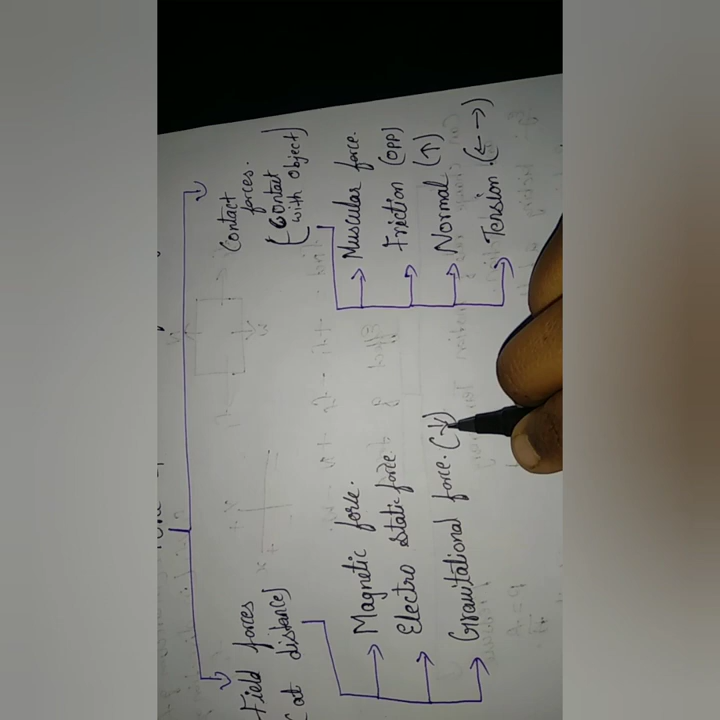 Field forces
(at distance)
Magnetic force.
Electro static force.
Gravitational force. (↓)
Contact
forces.
(Contact
with object)
Muscular force.
Friction (opp)
Normal (↑)
Tension. (← →)